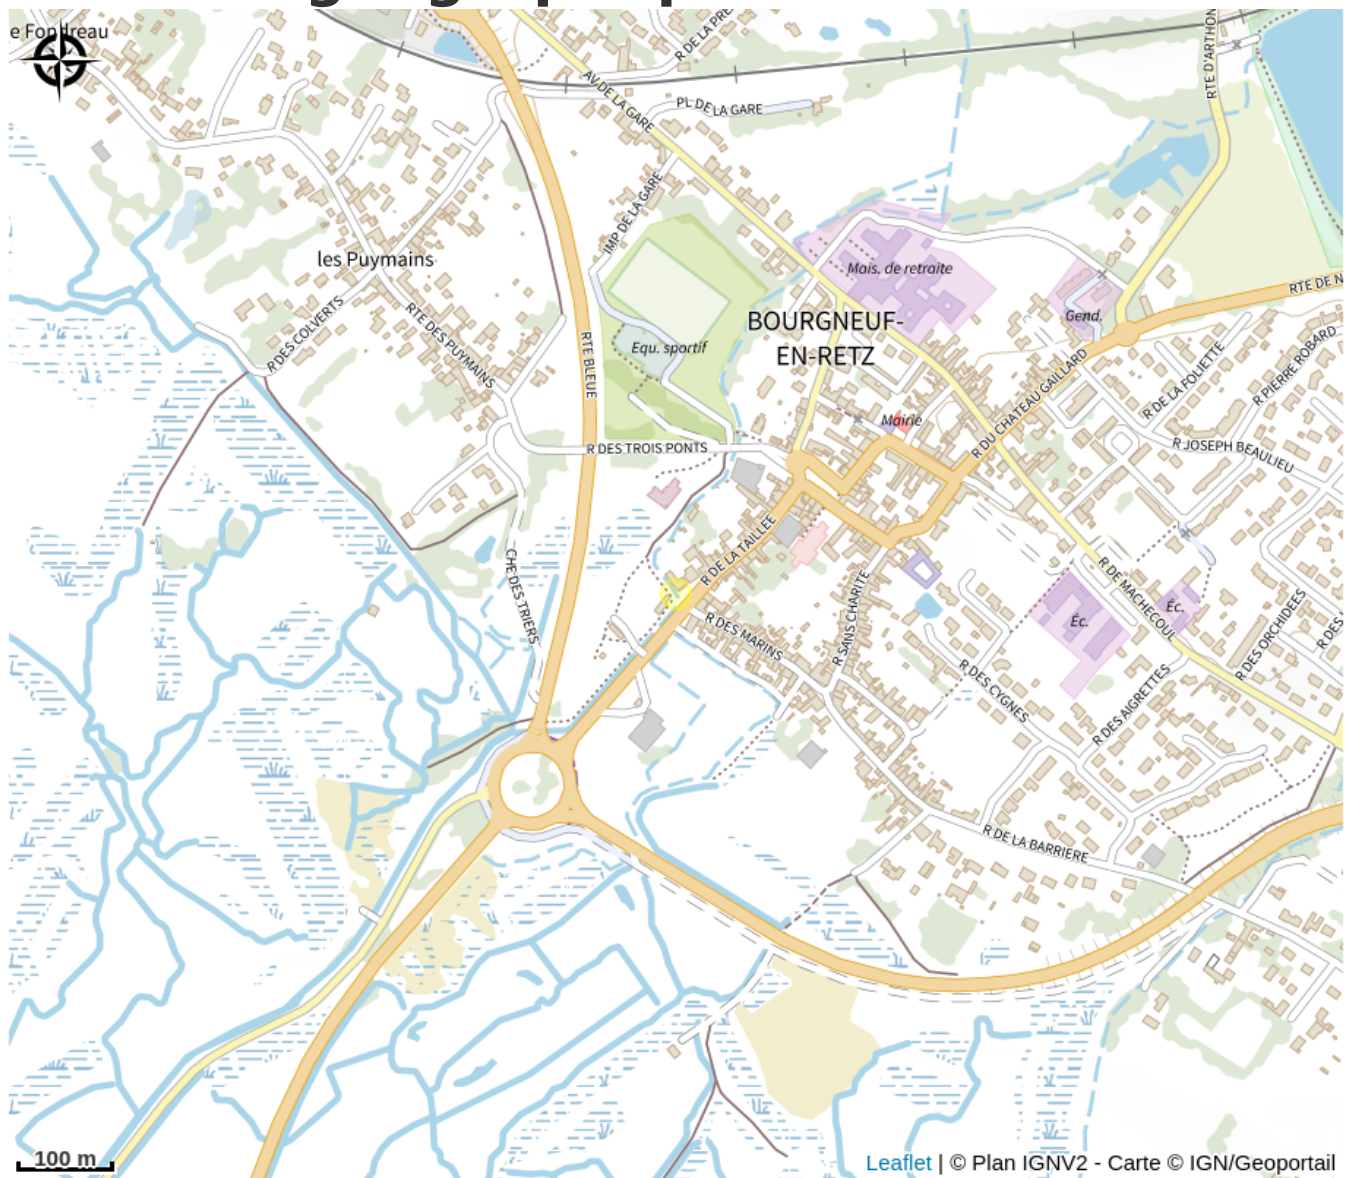 e Fondreau
R DE LA PRE
AV DE LA GARE
PL DE LA GARE
RTE D'ARTHON
IMP DE LA GARE
les Puymains
Mais. de retraite
RTE DE N
R DES COLVERTS
RTE DES PUYMAINS
RTE BLEUE
Equ. sportif
BOURGNEUF-
EN-RETZ
Gend.
R DU CHATEAU GAILLARD
R DE LA FOLIETTE
R PIERRE ROBARD
Mairie
R DES TROIS PONTS
R JOSEPH BEAULIEU
R DE LA TAILLEE
CHE DES TRIERS
R DES MARINS
R SANS CHARITE
R DE MACHECOUL
Éc.
Éc.
R DES ORCHIDEES
R DES
R DES CYGNES
R DES AIGRETTES
R DE LA BARRIERE
100 m
Leaflet | © Plan IGNV2 - Carte © IGN/Geoportail